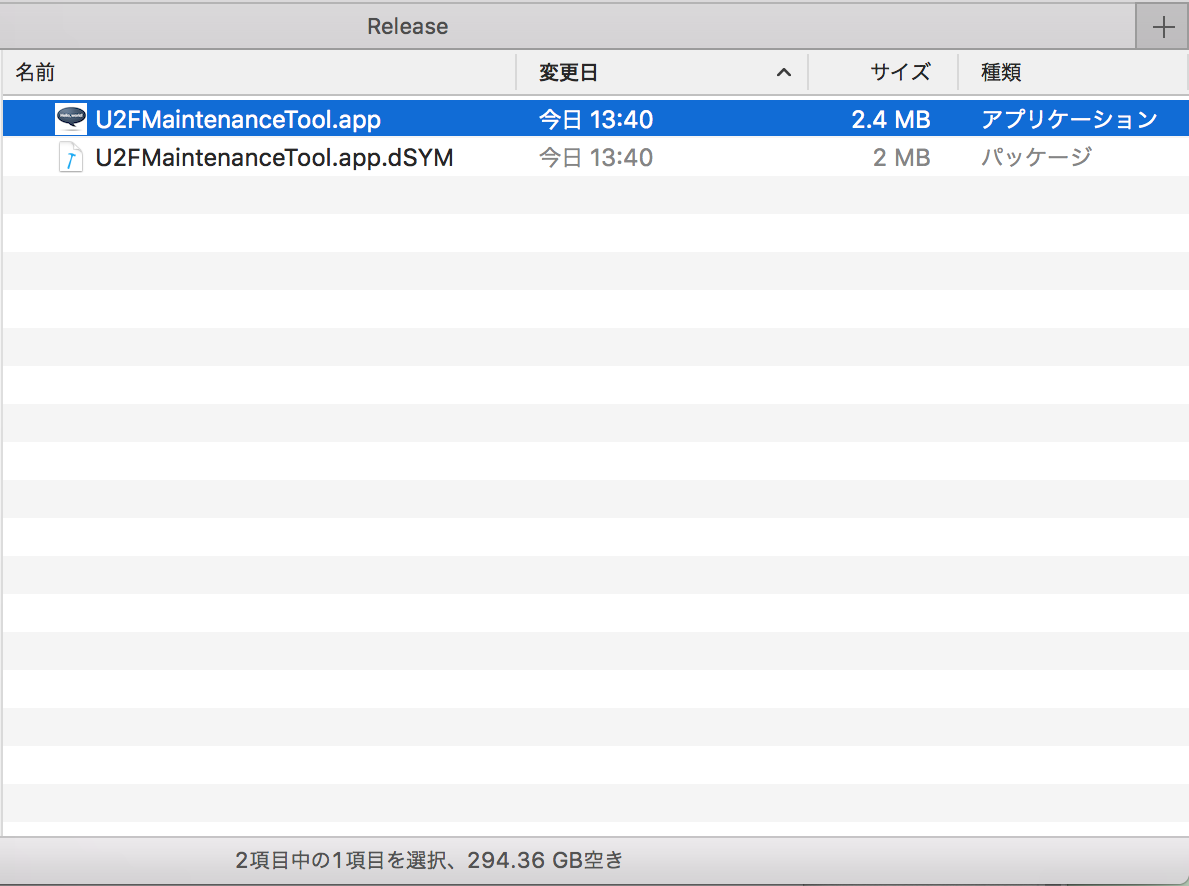 Release
名前 変更日 サイズ 種類
U2FMaintenanceTool.app 今日 13:40 2.4 MB アプリケーション
U2FMaintenanceTool.app.dSYM 今日 13:40 2 MB パッケージ
2項目中の1項目を選択、294.36 GB空き